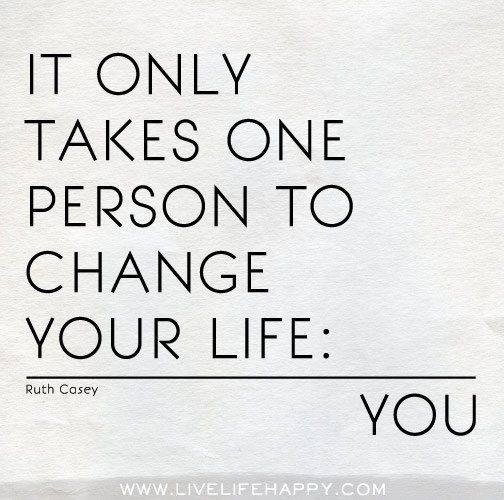 IT ONLY
TAKES ONE
PERSON TO
CHANGE
YOUR LIFE:
Ruth Casey
YOU
WWW.LIVELIFEHAPPY.COM